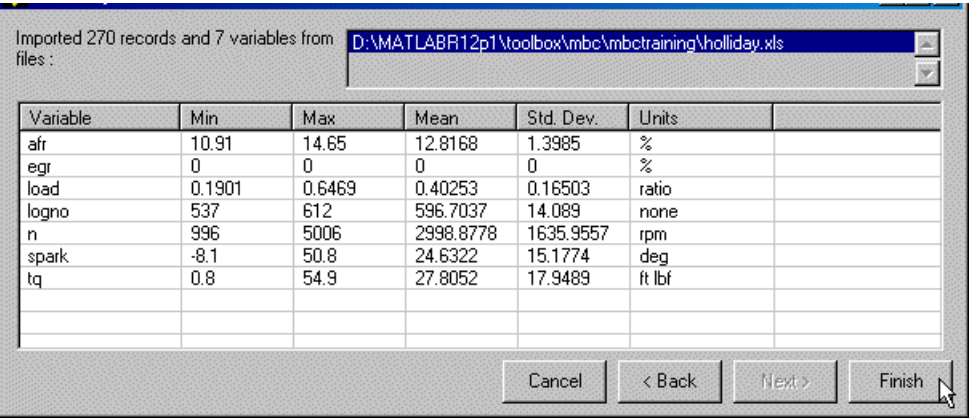 Imported 270 records and 7 variables from files :
D:\MATLABR12p1\toolbox\mbc\mbctraining\holliday.xls
Variable Min Max Mean Std. Dev. Units
afr 10.91 14.65 12.8168 1.3985 %
egr 0 0 0 0 %
load 0.1901 0.6469 0.40253 0.16503 ratio
logno 537 612 596.7037 14.089 none
n 996 5006 2998.8778 1635.9557 rpm
spark -8.1 50.8 24.6322 15.1774 deg
tq 0.8 54.9 27.8052 17.9489 ft lbf
Cancel < Back Next > Finish